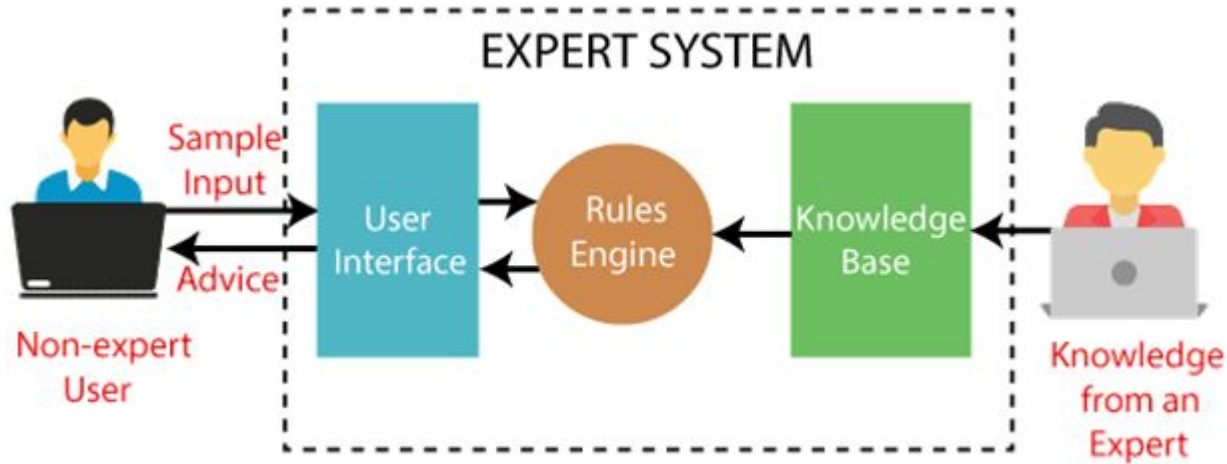 EXPERT SYSTEM
Sample
Input
Advice
Non-expert
User
User
Interface
Rules
Engine
Knowledge
Base
Knowledge
from an
Expert